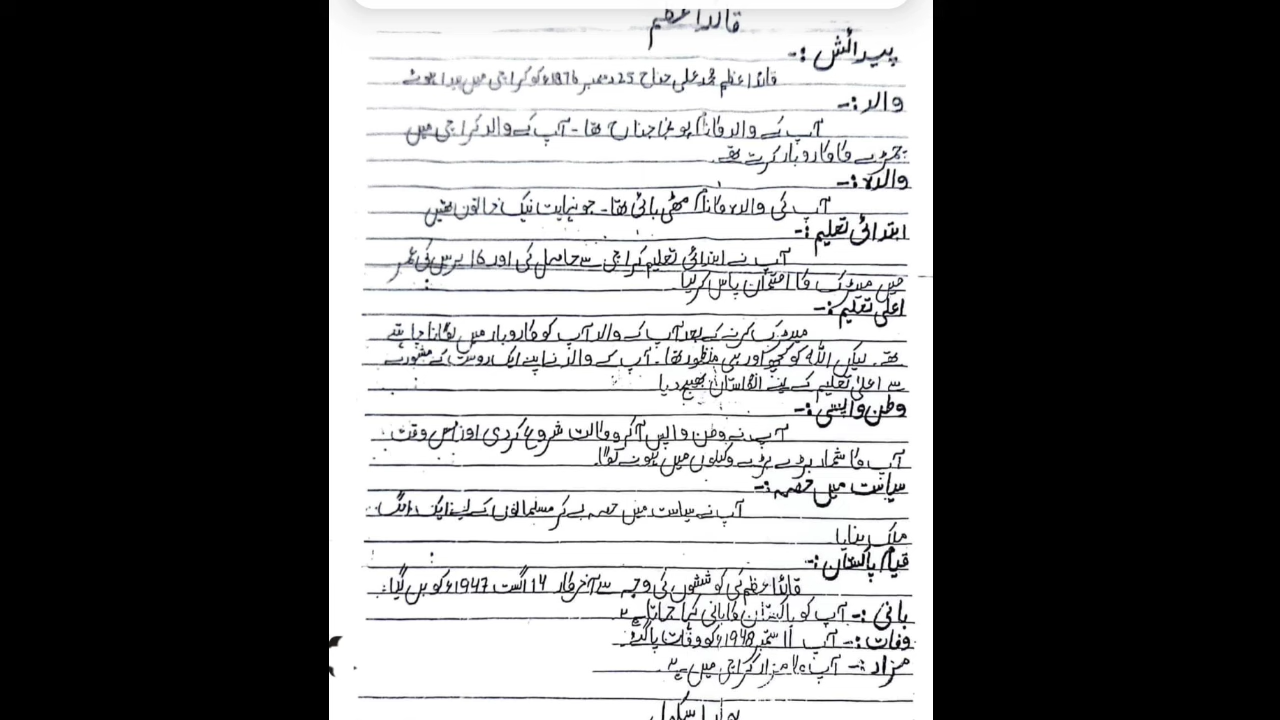 قائداعظم
پیدائش :-
قائداعظم محمد علی جناح 25 دسمبر 1876ء کو کراچی میں پیدا ہوئے
والد :-
آپ کے والد کا نام پونجا جناح تھا - آپ کے والد کراچی میں
چمڑے کا کاروبار کرتے تھے
والدہ :-
آپ کی والدہ کا نام مٹھی بائی تھا - جو نہایت نیک خاتون تھیں
ابتدائی تعلیم :-
آپ نے ابتدائی تعلیم کراچی سے حاصل کی اور 16 برس کی عمر
میں میٹرک کا امتحان پاس کر لیا
اعلیٰ تعلیم :-
میٹرک کرنے کے بعد آپ کے والد آپ کو کاروبار میں لگانا چاہتے
تھے۔ لیکن اللہ کو کچھ اور ہی منظور تھا۔ آپ کے والد نے اپنے ایک دوست کے مشورے
سے اعلیٰ تعلیم کے لیے انگلستان بھیج دیا
وطن واپسی :-
آپ نے وطن واپس آ کر وکالت شروع کر دی اور اس وقت
آپ کا شمار بڑے بڑے وکیلوں میں ہونے لگا۔
سیاست میں حصہ :-
آپ نے سیاست میں حصہ لے کر مسلمانوں کے لیے ایک الگ
ملک بنایا
قیام پاکستان :-
قائداعظم کی کوششوں کی وجہ سے آخر کار 14 اگست 1947ء کو بن گیا
بانی :- آپ کو پاکستان کا بانی کہا جاتا ہے
وفات :- آپ 11 ستمبر 1948ء کو وفات پا گئے
مزار :- آپ کا مزار کراچی میں ہے
ہمارا سکول